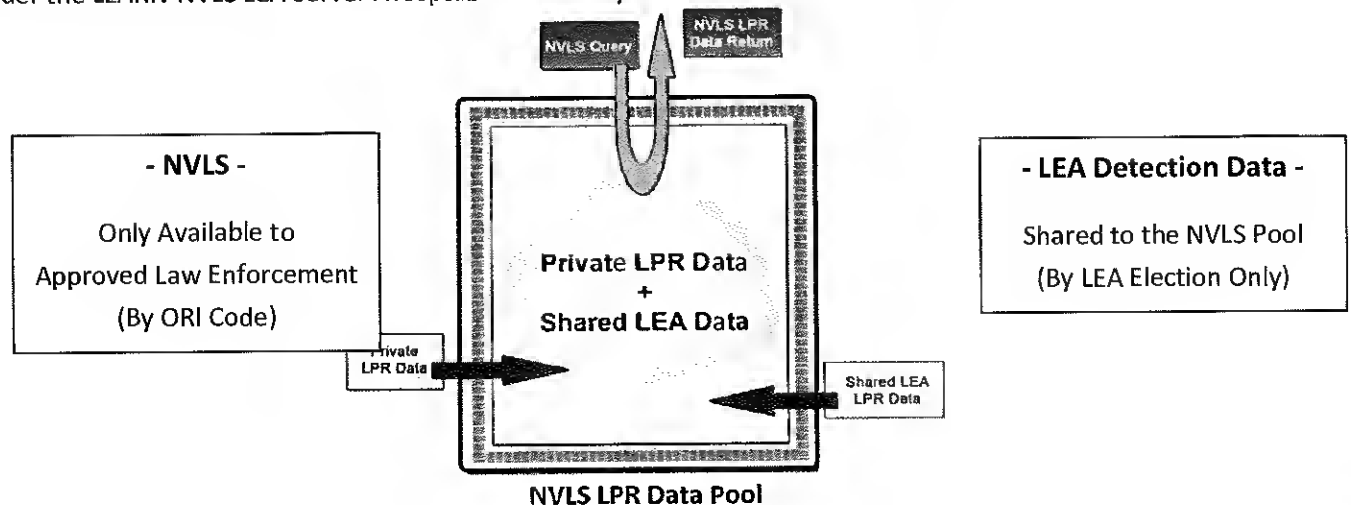 NVLS Query
NVLS LPR
Data Return
- NVLS -
Only Available to
Approved Law Enforcement
(By ORI Code)
- LEA Detection Data -
Shared to the NVLS Pool
(By LEA Election Only)
Private LPR Data
+
Shared LEA Data
Private
LPR Data
Shared LEA
LPR Data
NVLS LPR Data Pool